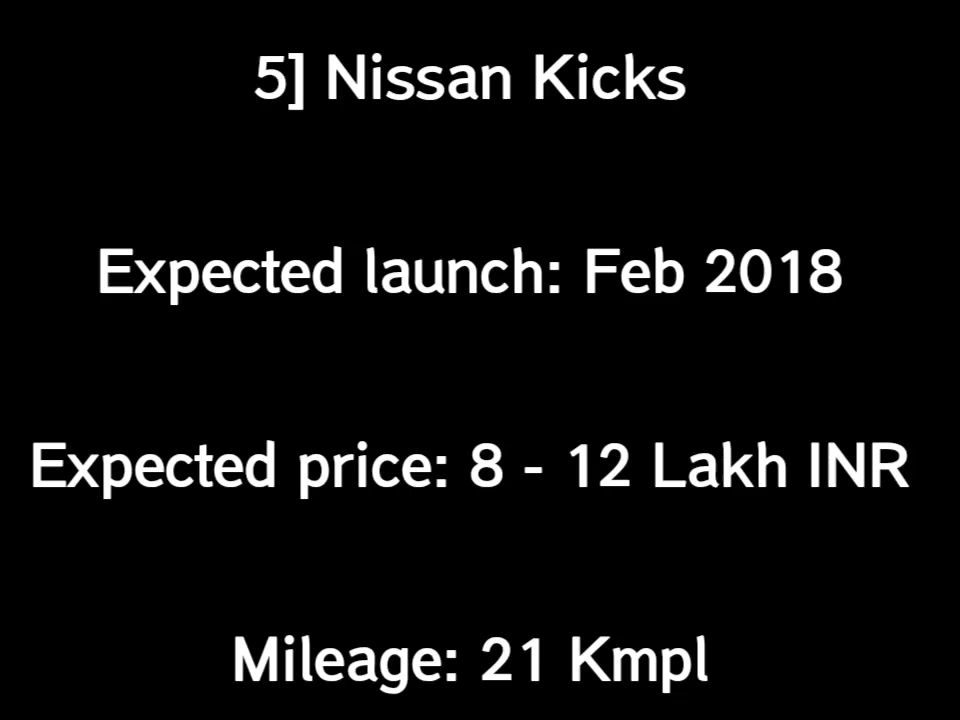 5] Nissan Kicks
Expected launch: Feb 2018
Expected price: 8 - 12 Lakh INR
Mileage: 21 Kmpl